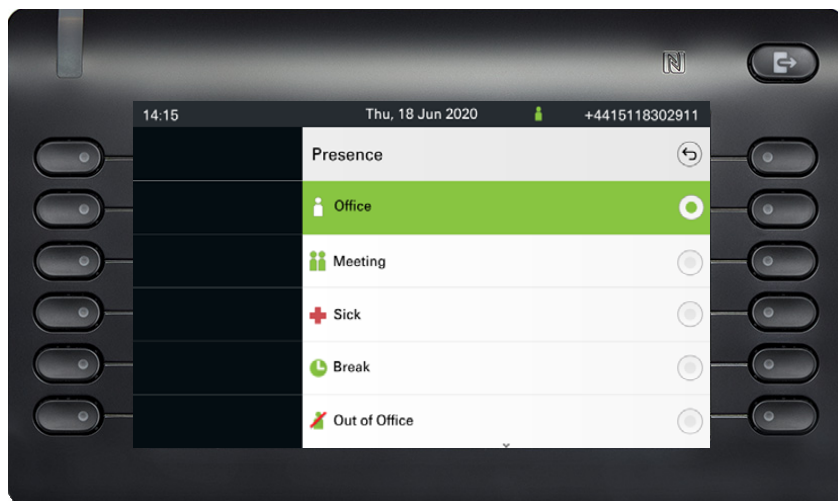 14:15 Thu, 18 Jun 2020 +4415118302911
Presence
Office
Meeting
Sick
Break
Out of Office